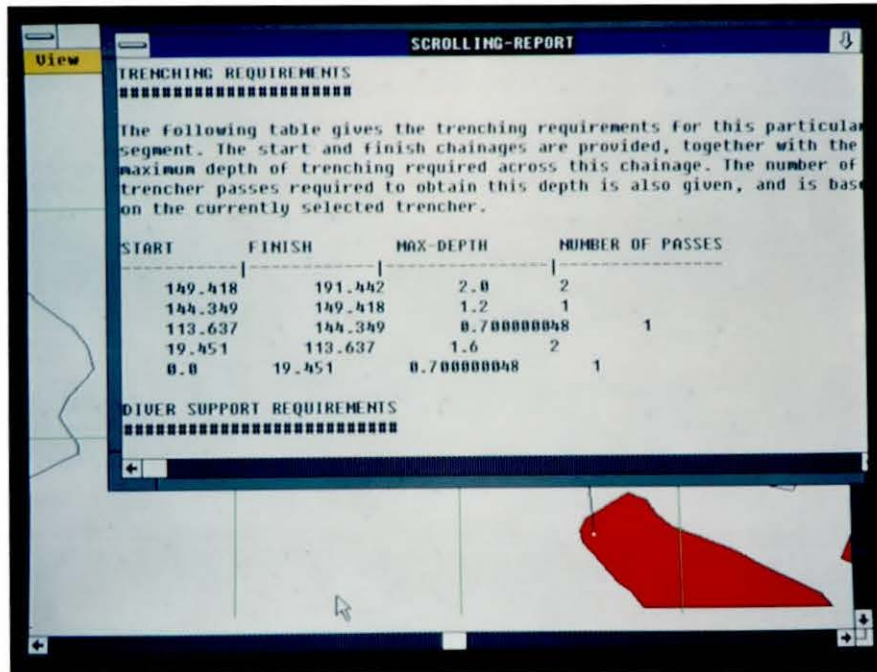 SCROLLING-REPORT
View
TRENCHING REQUIREMENTS
######################
The following table gives the trenching requirements for this particular
segment. The start and finish chainages are provided, together with the
maximum depth of trenching required across this chainage. The number of
trencher passes required to obtain this depth is also given, and is bas
on the currently selected trencher.
START FINISH MAX-DEPTH NUMBER OF PASSES
-------------|---------------|-------------------|------------------
149.418 191.442 2.0 2
144.349 149.418 1.2 1
113.637 144.349 0.700000048 1
19.451 113.637 1.6 2
0.0 19.451 0.700000048 1
DIVER SUPPORT REQUIREMENTS
##########################